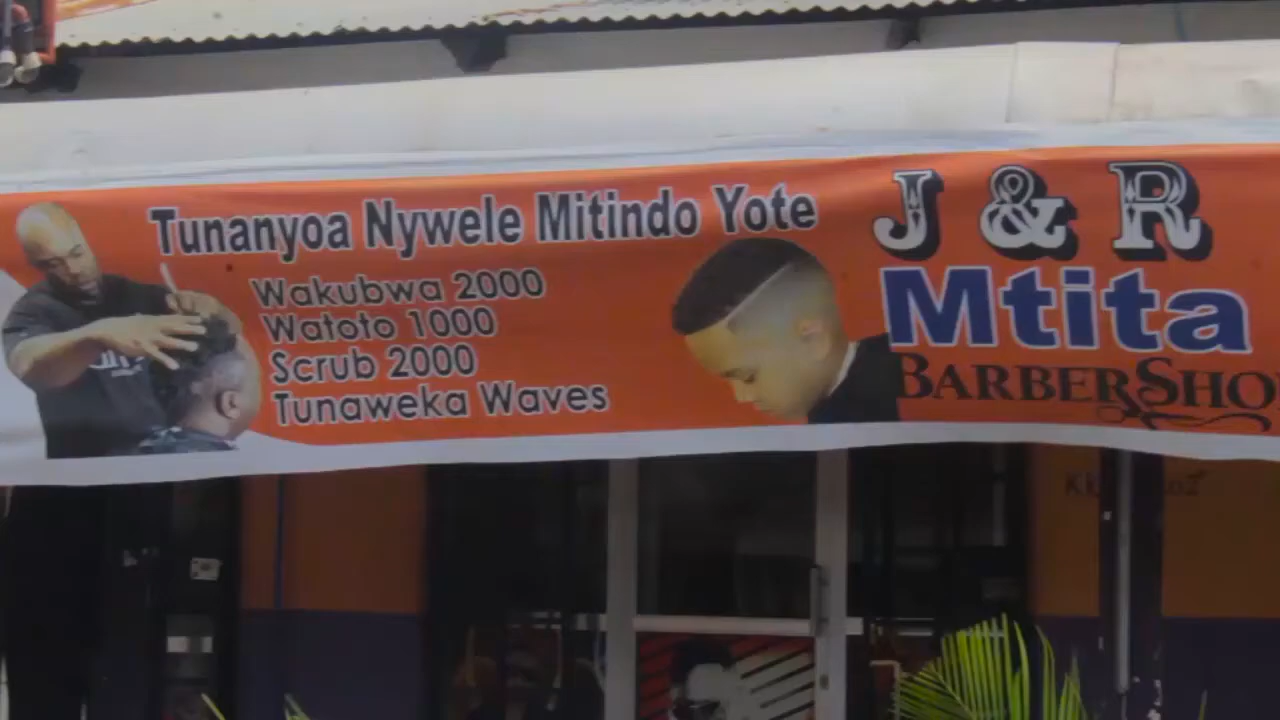 Tunanyoa Nywele Mitindo Yote
Wakubwa 2000
Watoto 1000
Scrub 2000
Tunaweka Waves
J & R
Mtita
BARBERSHO